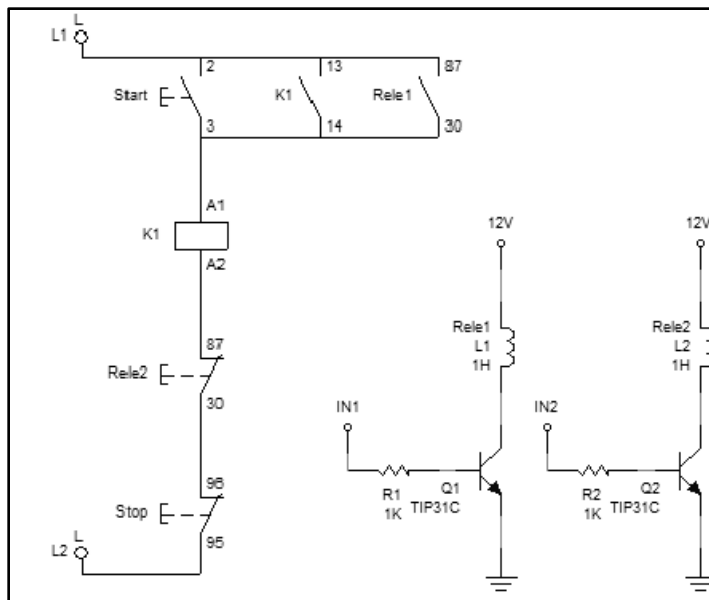 L
L1
2
13
87
Start
K1
Rele1
3
14
30
A1
K1
A2
12V
12V
Rele1
L1
1H
Rele2
L2
1H
87
Rele2
30
IN1
IN2
R1
1K
Q1
TIP31C
R2
1K
Q2
TIP31C
96
Stop
95
L
L2